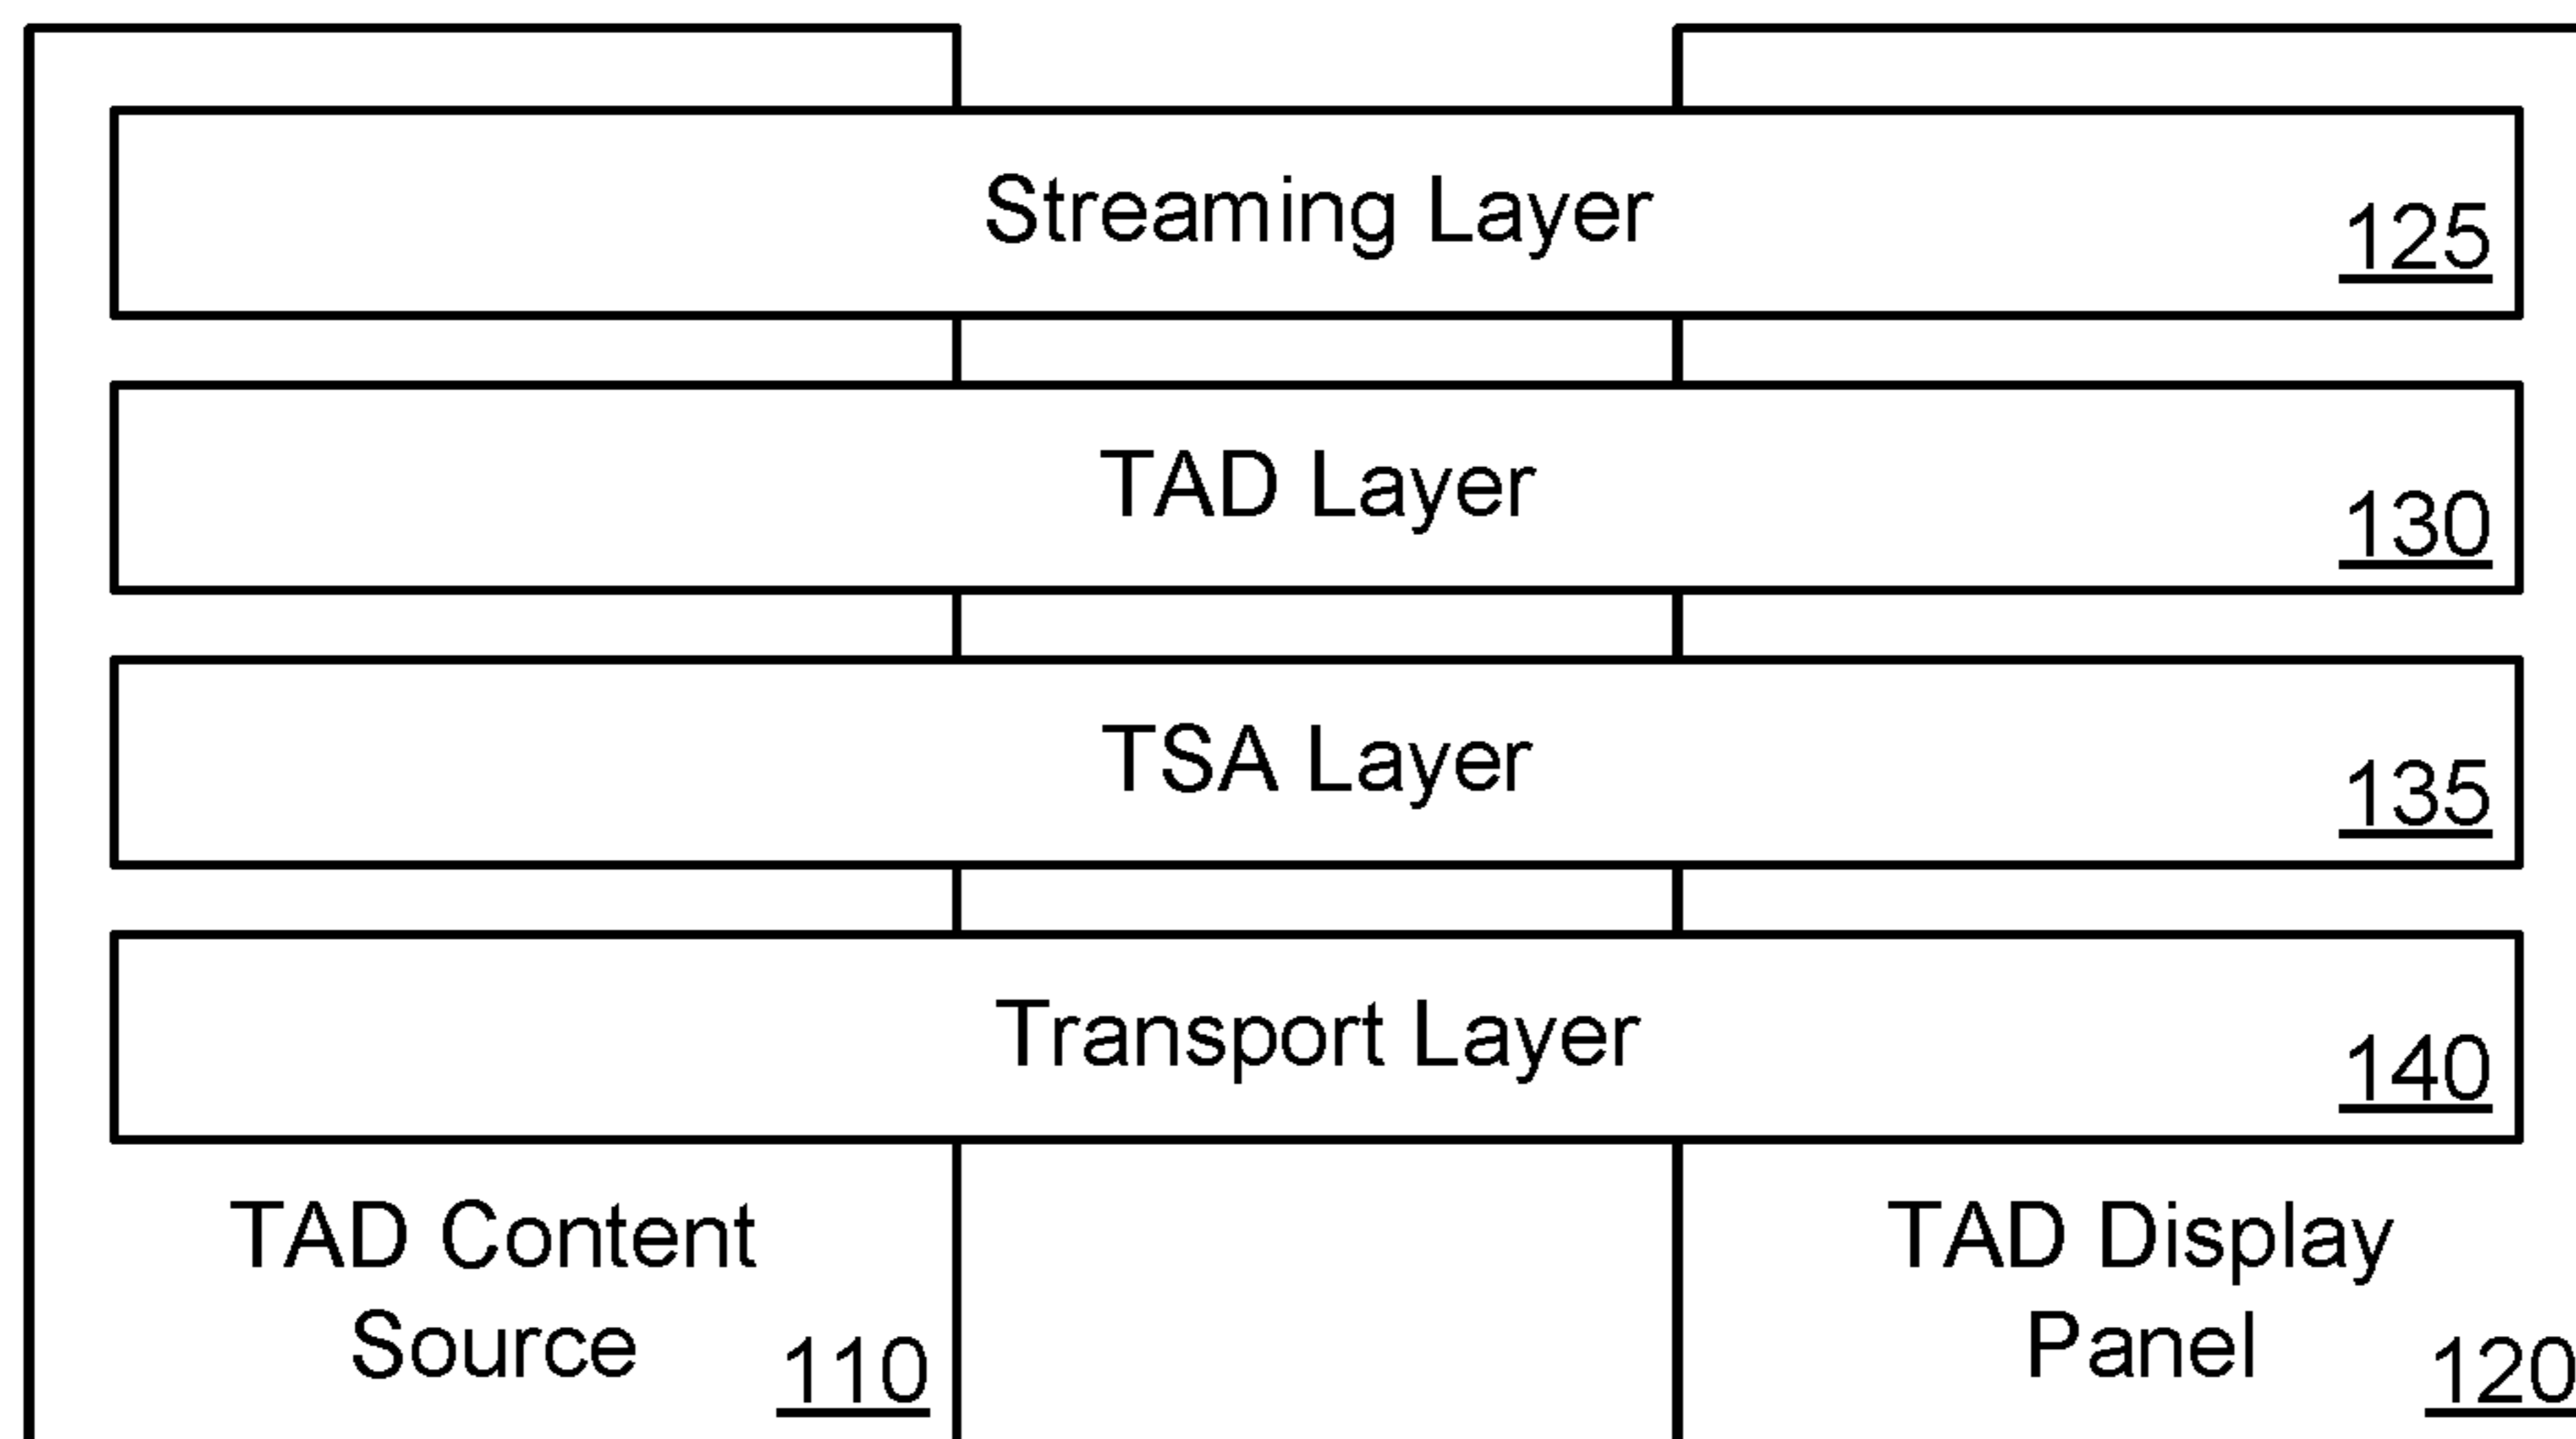 Streaming Layer
125
TAD Layer
130
TSA Layer
135
Transport Layer
140
TAD Content
Source
110
TAD Display
Panel
120